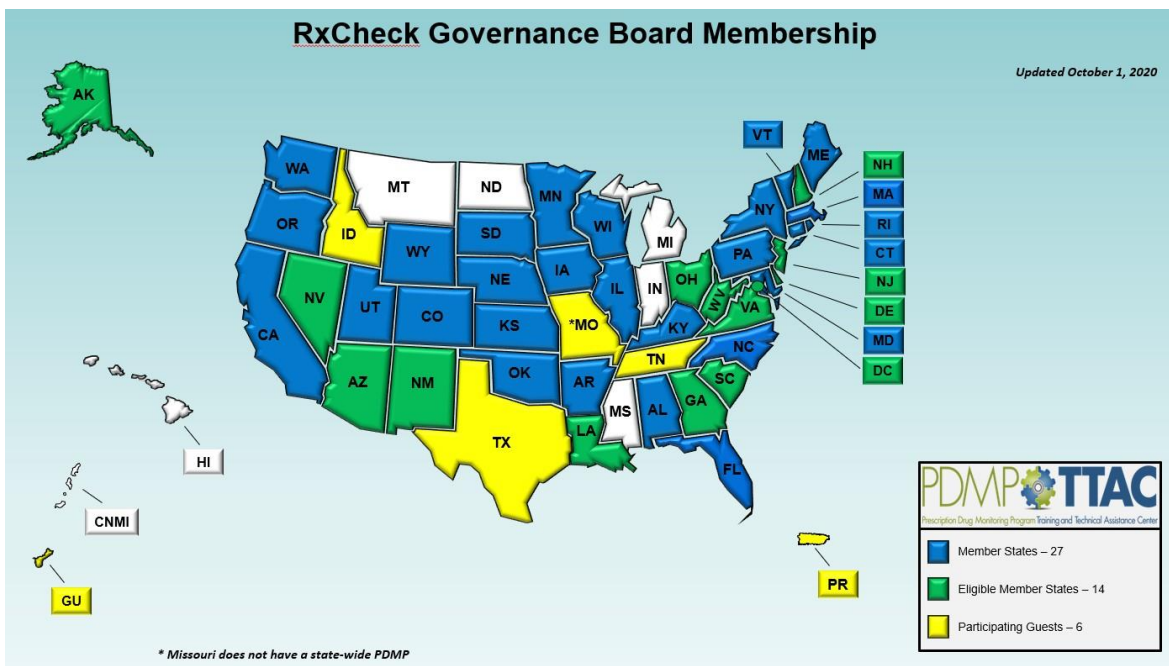 RxCheck Governance Board Membership
Updated October 1, 2020
AK
VT
ME
WA
MT
ND
MN
NH
MA
OR
ID
WY
SD
WI
MI
NY
RI
CT
PA
NV
UT
CO
NE
IA
IL
IN
OH
WV
VA
NJ
DE
CA
KS
*MO
KY
MD
NC
TN
DC
AZ
NM
OK
AR
SC
MS
AL
GA
TX
LA
FL
HI
CNMI
GU
PR
PDMP TTAC
Prescription Drug Monitoring Program Training and Technical Assistance Center
Member States – 27
Eligible Member States – 14
Participating Guests – 6
* Missouri does not have a state-wide PDMP